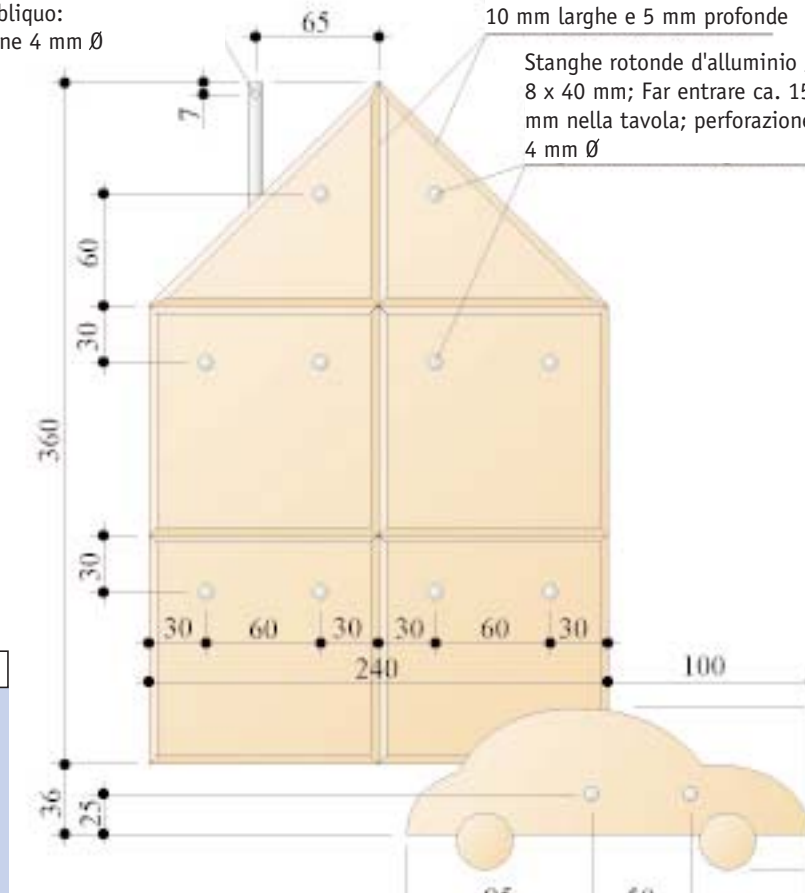 bliquo:
ne 4 mm Ø
10 mm larghe e 5 mm profonde
Stanghe rotonde d'alluminio
8 x 40 mm; Far entrare ca. 15
mm nella tavola; perforazione
4 mm Ø
65
7
60
30
360
30
30 60 30 30 60 30
240
100
36
25